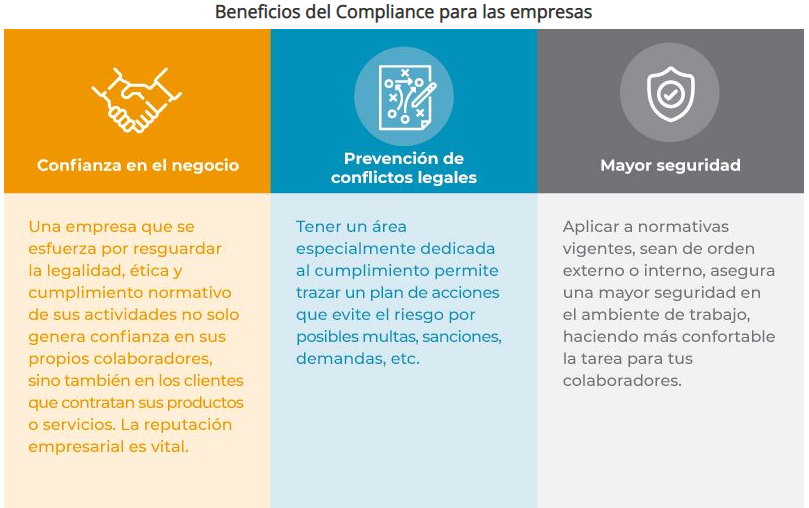 Beneficios del Compliance para las empresas
Confianza en el negocio
Una empresa que se
esfuerza por resguardar
la legalidad, ética y
cumplimiento normativo
de sus actividades no solo
genera confianza en sus
propios colaboradores,
sino también en los clientes
que contratan sus productos
o servicios. La reputación
empresarial es vital.
Prevención de
conflictos legales
Tener un área
especialmente dedicada
al cumplimiento permite
trazar un plan de acciones
que evite el riesgo por
posibles multas, sanciones,
demandas, etc.
Mayor seguridad
Aplicar a normativas
vigentes, sean de orden
externo o interno, asegura
una mayor seguridad en
el ambiente de trabajo,
haciendo más confortable
la tarea para tus
colaboradores.